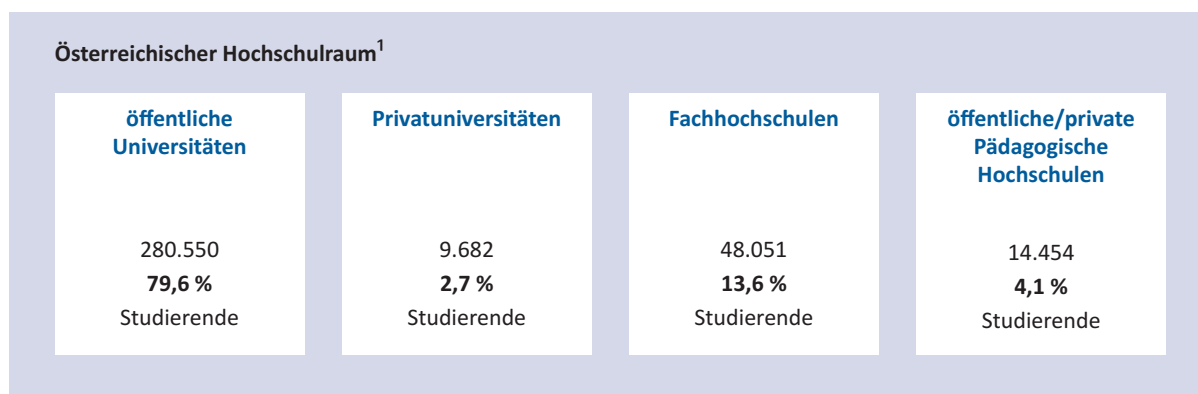 Österreichischer Hochschulraum¹
öffentliche
Universitäten
280.550
79,6 %
Studierende
Privatuniversitäten
9.682
2,7 %
Studierende
Fachhochschulen
48.051
13,6 %
Studierende
öffentliche/private
Pädagogische
Hochschulen
14.454
4,1 %
Studierende